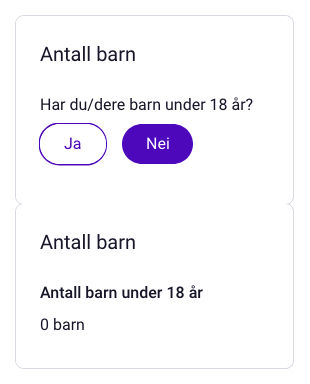 Antall barn
Har du/dere barn under 18 år?
Ja Nei
Antall barn
Antall barn under 18 år
0 barn